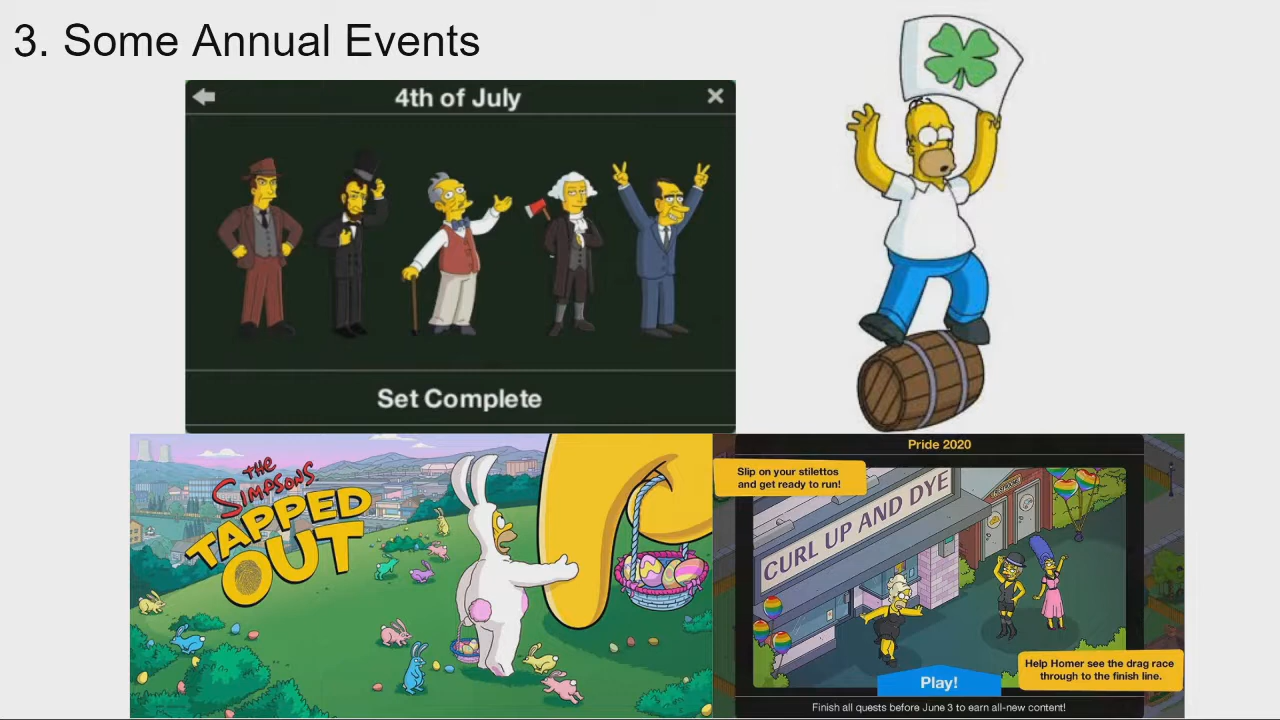 3. Some Annual Events
4th of July
Set Complete
THE
SIMPSONS
TAPPED
OUT
Pride 2020
Slip on your stilettos
and get ready to run!
CURL UP AND DYE
Help Homer see the drag race
through to the finish line.
Play!
Finish all quests before June 3 to earn all-new content!